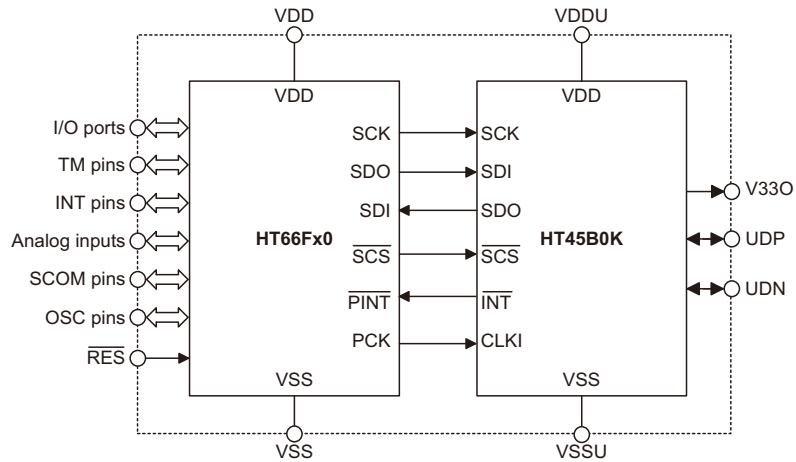 VDD VDDU
VDD VDD
I/O ports
TM pins
INT pins
Analog inputs
SCOM pins
OSC pins
RES
HT66Fx0
SCK
SDO
SDI
SCS
PINT
PCK
VSS
VSS
SCK
SDI
SDO
SCS
INT
CLKI
HT45B0K
VSS
VSSU
V33O
UDP
UDN